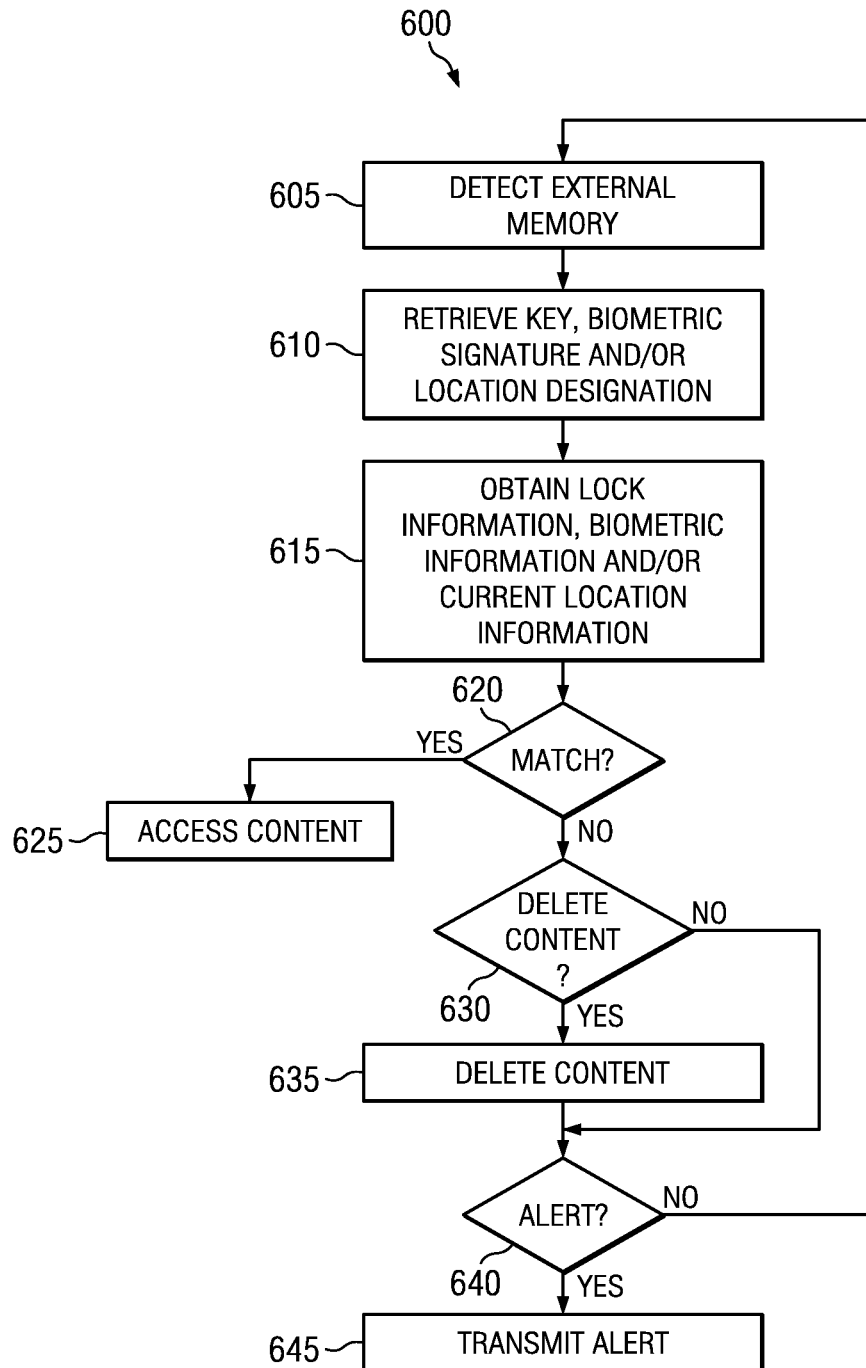 600
605
DETECT EXTERNAL
MEMORY
610
RETRIEVE KEY, BIOMETRIC
SIGNATURE AND/OR
LOCATION DESIGNATION
615
OBTAIN LOCK
INFORMATION, BIOMETRIC
INFORMATION AND/OR
CURRENT LOCATION
INFORMATION
620
YES
MATCH?
625
ACCESS CONTENT
NO
DELETE
CONTENT
?
NO
630
YES
635
DELETE CONTENT
ALERT?
NO
640
YES
645
TRANSMIT ALERT